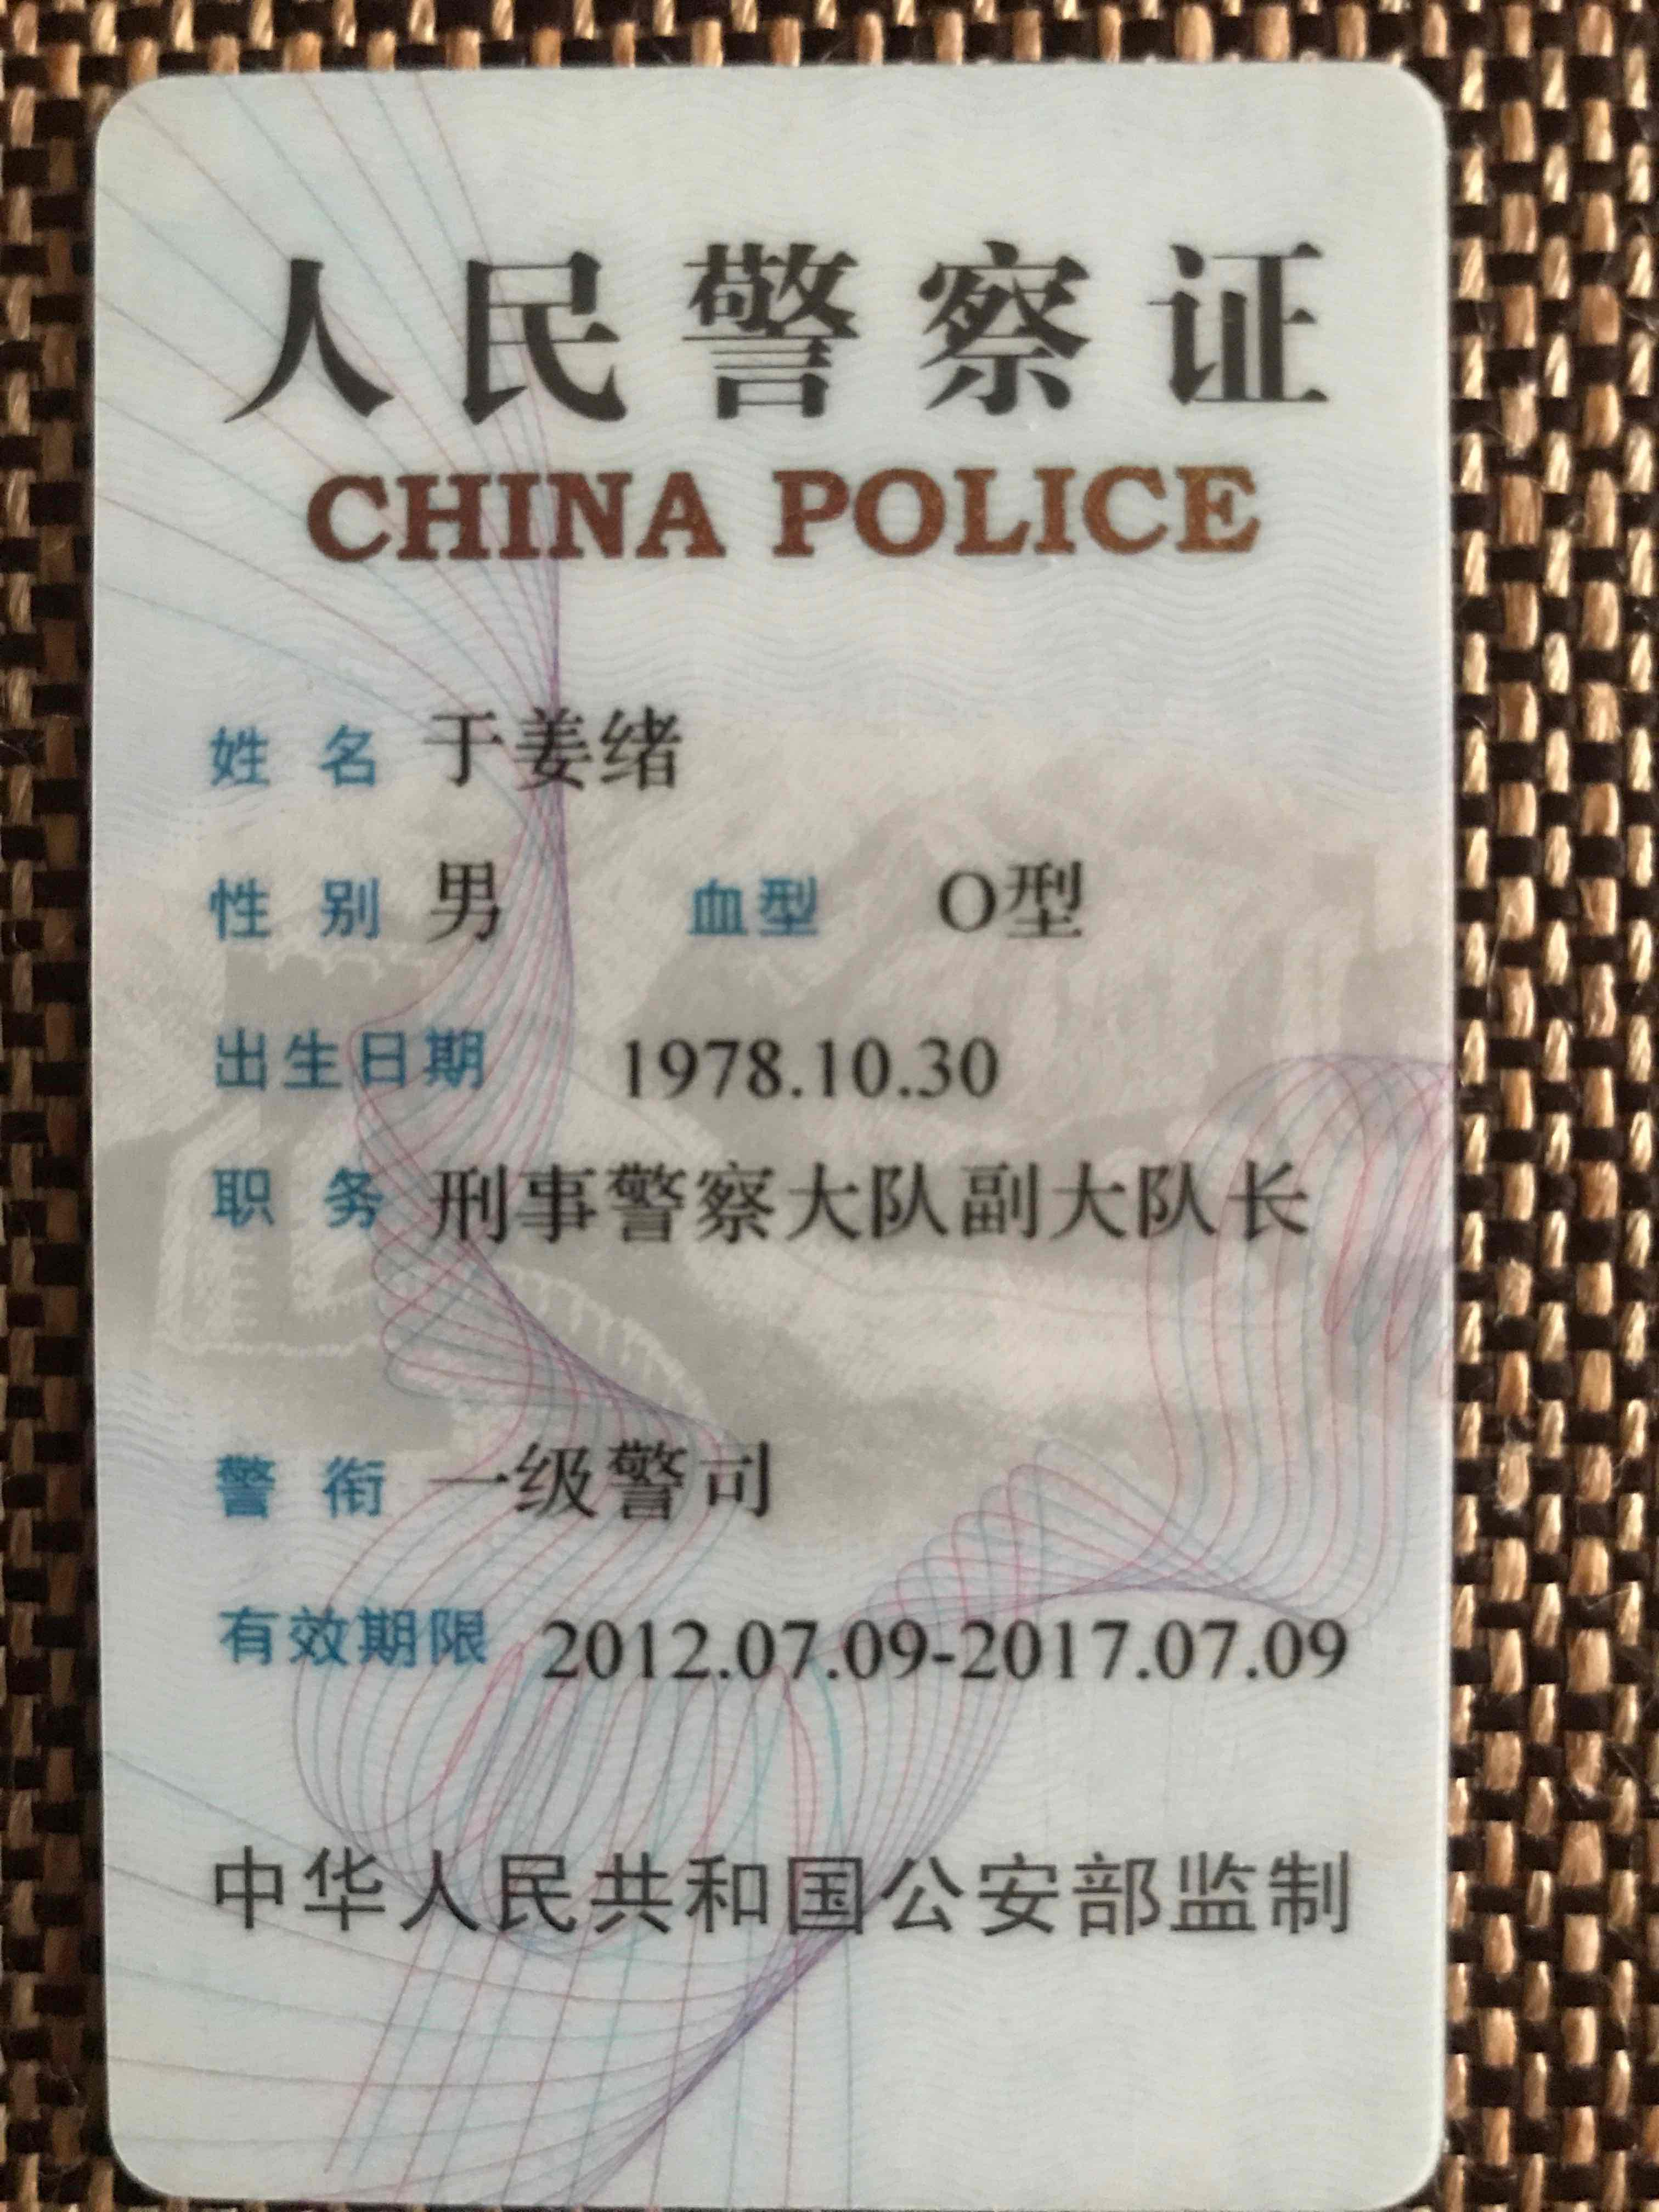 人民警察证
CHINA POLICE
姓 名 于姜绪
性 别 男 血型 O型
出生日期 1978.10.30
职 务 刑事警察大队副大队长
警 衔 一级警司
有效期限 2012.07.09-2017.07.09
中华人民共和国公安部监制